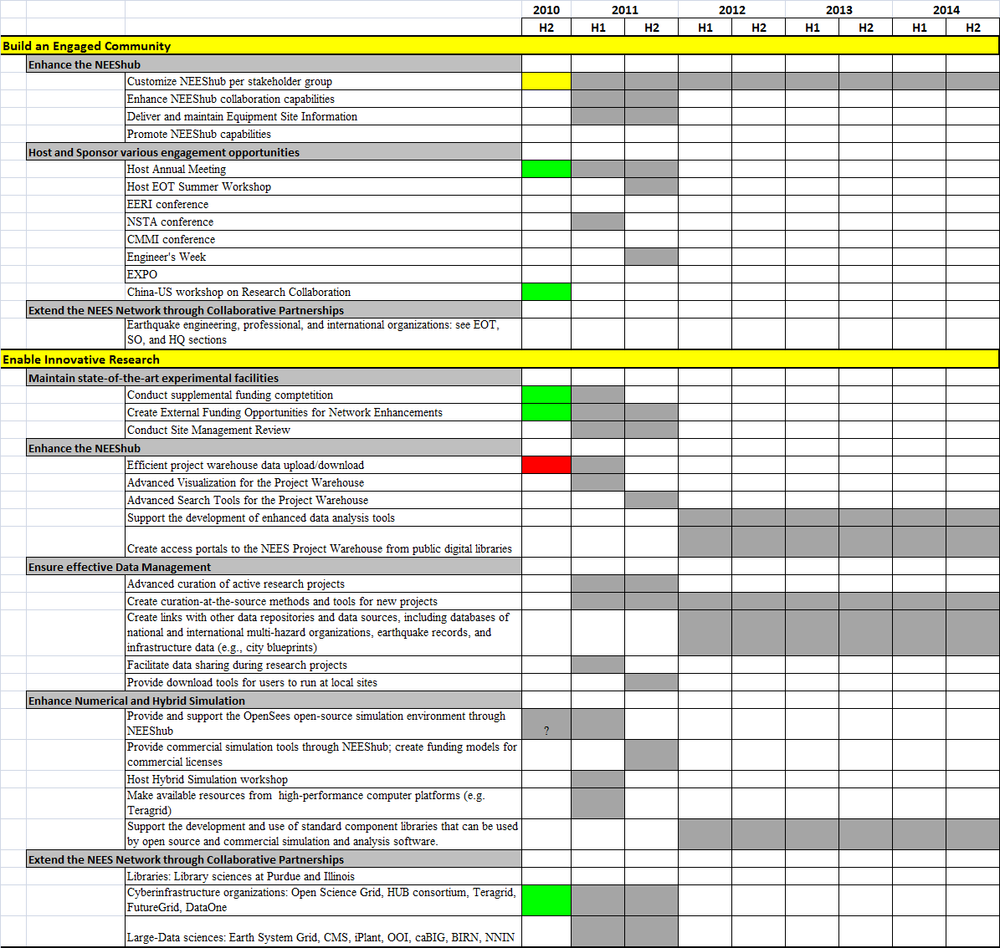 2010 2011 2012 2013 2014
H2 H1 H2 H1 H2 H1 H2 H1 H2
Build an Engaged Community
Enhance the NEEShub
Customize NEEShub per stakeholder group
Enhance NEEShub collaboration capabilities
Deliver and maintain Equipment Site Information
Promote NEEShub capabilities
Host and Sponsor various engagement opportunities
Host Annual Meeting
Host EOT Summer Workshop
EERI conference
NSTA conference
CMMI conference
Engineer's Week
EXPO
China-US workshop on Research Collaboration
Extend the NEES Network through Collaborative Partnerships
Earthquake engineering, professional, and international organizations: see EOT,
SO, and HQ sections
Enable Innovative Research
Maintain state-of-the-art experimental facilities
Conduct supplemental funding comptetition
Create External Funding Opportunities for Network Enhancements
Conduct Site Management Review
Enhance the NEEShub
Efficient project warehouse data upload/download
Advanced Visualization for the Project Warehouse
Advanced Search Tools for the Project Warehouse
Support the development of enhanced data analysis tools
Create access portals to the NEES Project Warehouse from public digital libraries
Ensure effective Data Management
Advanced curation of active research projects
Create curation-at-the-source methods and tools for new projects
Create links with other data repositories and data sources, including databases of
national and international multi-hazard organizations, earthquake records, and
infrastructure data (e.g., city blueprints)
Facilitate data sharing during research projects
Provide download tools for users to run at local sites
Enhance Numerical and Hybrid Simulation
Provide and support the OpenSees open-source simulation environment through
NEEShub ?
Provide commercial simulation tools through NEEShub; create funding models for
commercial licenses
Host Hybrid Simulation workshop
Make available resources from high-performance computer platforms (e.g.
Teragrid)
Support the development and use of standard component libraries that can be used
by open source and commercial simulation and analysis software.
Extend the NEES Network through Collaborative Partnerships
Libraries: Library sciences at Purdue and Illinois
Cyberinfrastructure organizations: Open Science Grid, HUB consortium, Teragrid,
FutureGrid, DataOne
Large-Data sciences: Earth System Grid, CMS, iPlant, OOI, caBIG, BIRN, NNIN